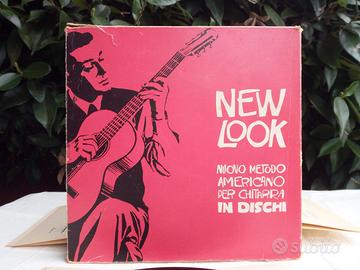 NEW
LOOK
NUOVO METODO
AMERICANO
PER CHITARRA
IN DISCHI
subito